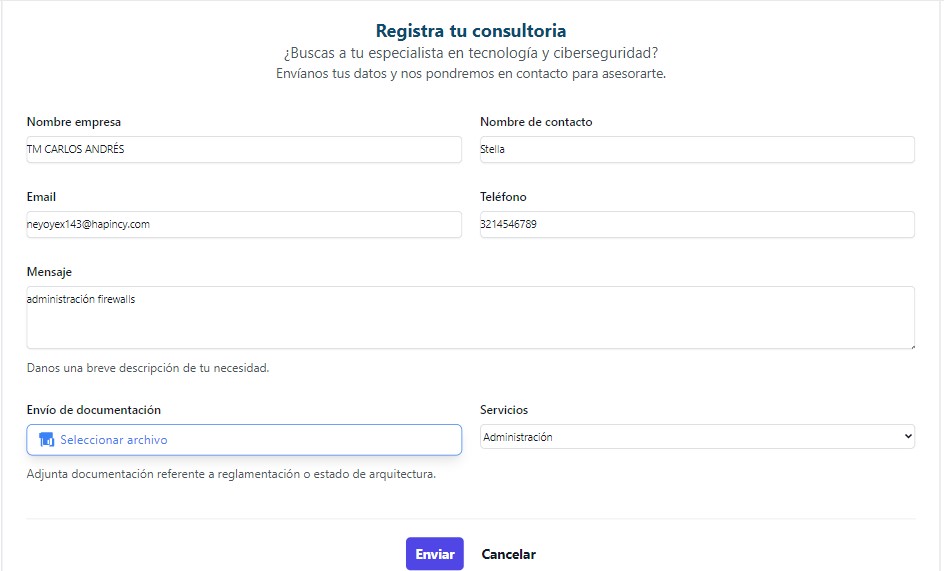 Registra tu consultoria
¿Buscas a tu especialista en tecnología y ciberseguridad?
Envíanos tus datos y nos pondremos en contacto para asesorarte.
Nombre empresa
TM CARLOS ANDRÉS
Nombre de contacto
Stella
Email
neyoyex143@hapincy.com
Teléfono
3214546789
Mensaje
administración firewalls
Danos una breve descripción de tu necesidad.
Envío de documentación
Seleccionar archivo
Adjunta documentación referente a reglamentación o estado de arquitectura.
Servicios
Administración
Enviar
Cancelar